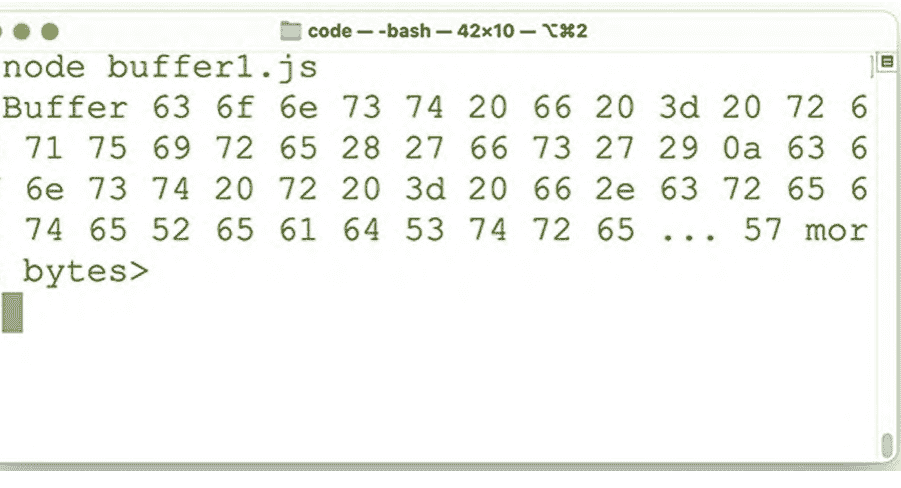 code — -bash — 42×10 — ⌥⌘2
node buffer1.js
Buffer 63 6f 6e 73 74 20 66 20 3d 20 72 6
71 75 69 72 65 28 27 66 73 27 29 0a 63 6
6e 73 74 20 72 20 3d 20 66 2e 63 72 65 6
74 65 52 65 61 64 53 74 72 65 ... 57 mor
bytes>